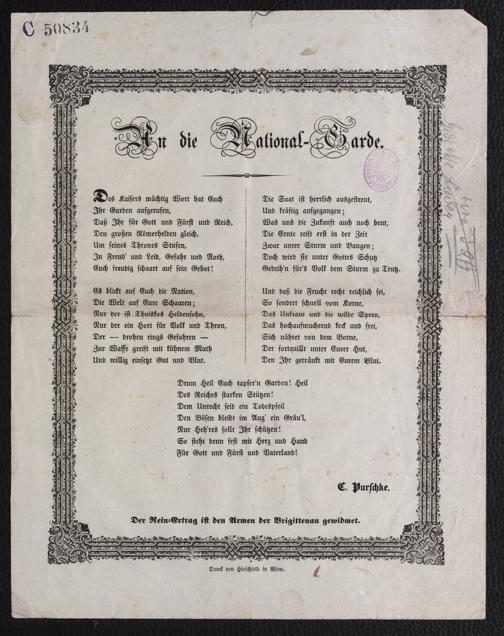 C 50834
An die National-Garde.
Des Kaisers mächtig Wort hat Euch
Ihr Garden aufgerufen,
Daß Ihr für Gott und Fürst und Reich,
Den großen Römerhelden gleich,
Um seines Thrones Stufen,
In Freud' und Leid, Gefahr und Noth,
Euch freudig schaart auf sein Gebot!
Es blickt auf Euch die Nation,
Die Welt auf Eure Schaaren;
Nur der ist Thuiskos Heldensohn,
Nur der ein Hort für Volk und Thron,
Der — drohen rings Gefahren —
Zur Waffe greift mit kühnem Muth
Und willig einsetzt Gut und Blut.
Die Saat ist herrlich ausgestreut,
Und kräftig aufgegangen;
Was uns die Zukunft auch noch beut,
Die Ernte reift erst in der Zeit
Zwar unter Sturm und Bangen;
Doch wird sie unter Gottes Schutz
Gedeih'n für's Volk dem Sturm zu Trutz.
Und daß die Frucht recht reichlich sei,
So sondert schnell vom Korne,
Das Unkraut und die wilde Spreu,
Das hochaufwuchernd keck und frei,
Sich nähret von dem Borne,
Der fortquillt unter Eurer Hut,
Den Ihr getränkt mit Eurem Blut.
Drum Heil Euch tapfer'n Garden! Heil
Des Reiches starken Stützen!
Dem Unrecht seid ein Todespfeil
Den Bösen bleibt im Aug' ein Gräu'l,
Nur Heh'res sollt Ihr schützen!
So steht denn fest mit Herz und Hand
Für Gott und Fürst und Vaterland!
C. Purschke.
Der Rein-Ertrag ist den Armen der Brigittenau gewidmet.
Druck von Hirschfeld in Wien.